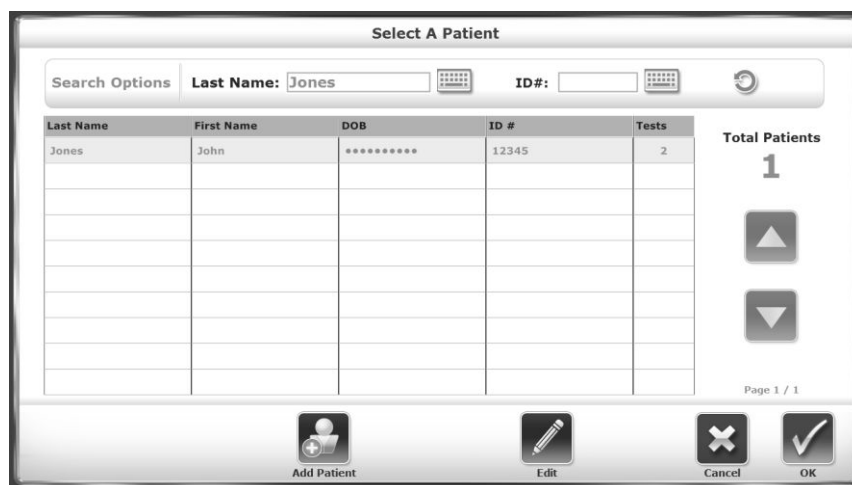 Select A Patient
Search Options Last Name: Jones ID#:
Last Name First Name DOB ID # Tests
Jones John ●●●●●●●●●● 12345 2
Total Patients
1
Page 1 / 1
Add Patient Edit Cancel OK